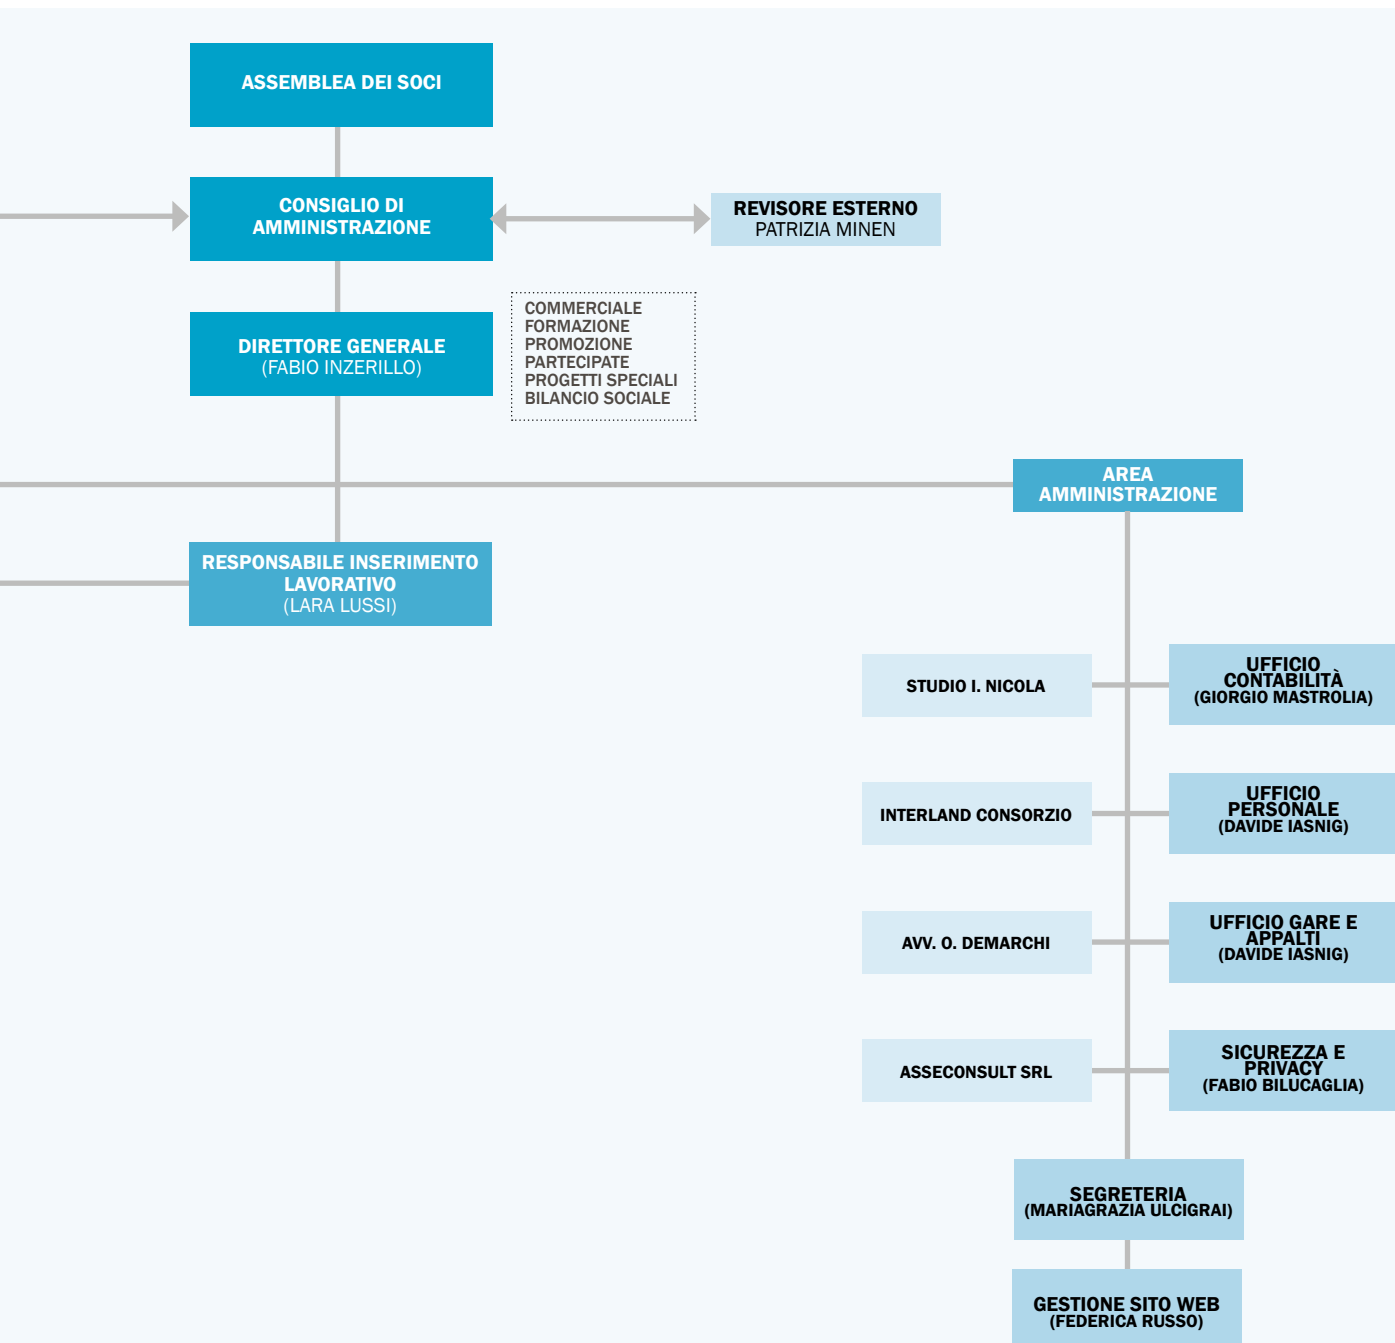 ASSEMBLEA DEI SOCI
CONSIGLIO DI
AMMINISTRAZIONE
REVISORE ESTERNO
PATRIZIA MINEN
DIRETTORE GENERALE
(FABIO INZERILLO)
COMMERCIALE
FORMAZIONE
PROMOZIONE
PARTECIPATE
PROGETTI SPECIALI
BILANCIO SOCIALE
AREA
AMMINISTRAZIONE
RESPONSABILE INSERIMENTO
LAVORATIVO
(LARA LUSSI)
STUDIO I. NICOLA
UFFICIO
CONTABILITÀ
(GIORGIO MASTROLIA)
INTERLAND CONSORZIO
UFFICIO
PERSONALE
(DAVIDE IASNIG)
AVV. O. DEMARCHI
UFFICIO GARE E
APPALTI
(DAVIDE IASNIG)
ASSECONSULT SRL
SICUREZZA E
PRIVACY
(FABIO BILUCAGLIA)
SEGRETERIA
(MARIAGRAZIA ULCIGRAI)
GESTIONE SITO WEB
(FEDERICA RUSSO)